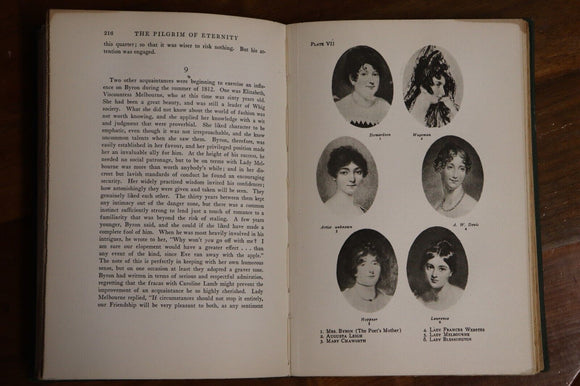 216 THE PILGRIM OF ETERNITY
this quarter; so that it was wiser to risk nothing. But his at-
tention was engaged.
9
Two other acquaintances were beginning to exercise an influ-
ence on Byron during the summer of 1812. One was Elizabeth,
Viscountess Melbourne, who at this time was sixty years old.
She had been a great beauty, and was still a leader of Whig
society. What she did not know about the world of fashion was
not worth knowing, and she applied her knowledge with a wit
and judgment that were proverbial. She liked character to be
emphatic, even though it was not irreproachable, and she knew
uncommon talents when she saw them. Byron, therefore, was
easily established in her favour, and her privileged position made
her an invaluable ally for him. At the height of his success, he
needed no social patronage, but to be on terms with Lady Mel-
bourne was more than anybody's while; and in her dis-
creet but lavish standards of conduct he found an encouraging
security. Her widely practised wisdom invited his confidences;
how astonishingly they were given and taken will be seen. They
genuinely liked each other. The thirty years between them kept
any intimacy out of the danger zone, but there was a common
instinct sufficiently strong to lend just a touch of romance to a
familiarity that was beyond the risk of staling. A few years
younger, Byron said, and she could if she liked have made a
complete fool of him. When he was most heavily involved in his
intrigues, he wrote to her, "Why won't you go off with me? I
am sure our elopement would have a greater effect . . . than
any event of the kind, since Eve ran away with the apple."
The note of this is perfectly in keeping with her own humorous
sense, but on one occasion at least they adopted a graver tone.
Byron had written in terms of serious and respectful admiration,
regretting that the fracas with Caroline Lamb might prevent the
improvement of an acquaintance to be so highly cherished. Lady
Melbourne replied, "If circumstances should not stop it entirely,
our Friendship will be very pleasant to both, as any sentiment
PLATE VII
Stewardson
1
Wageman
2
Artist unknown
3
A. W. Devis
4
Hoppner
5
Lawrence
6
1. MRS. BYRON (The Poet's Mother)
2. AUGUSTA LEIGH
3. MARY CHAWORTH
4. LADY FRANCES WEBSTER
5. LADY MELBOURNE
6. LADY BLESSINGTON